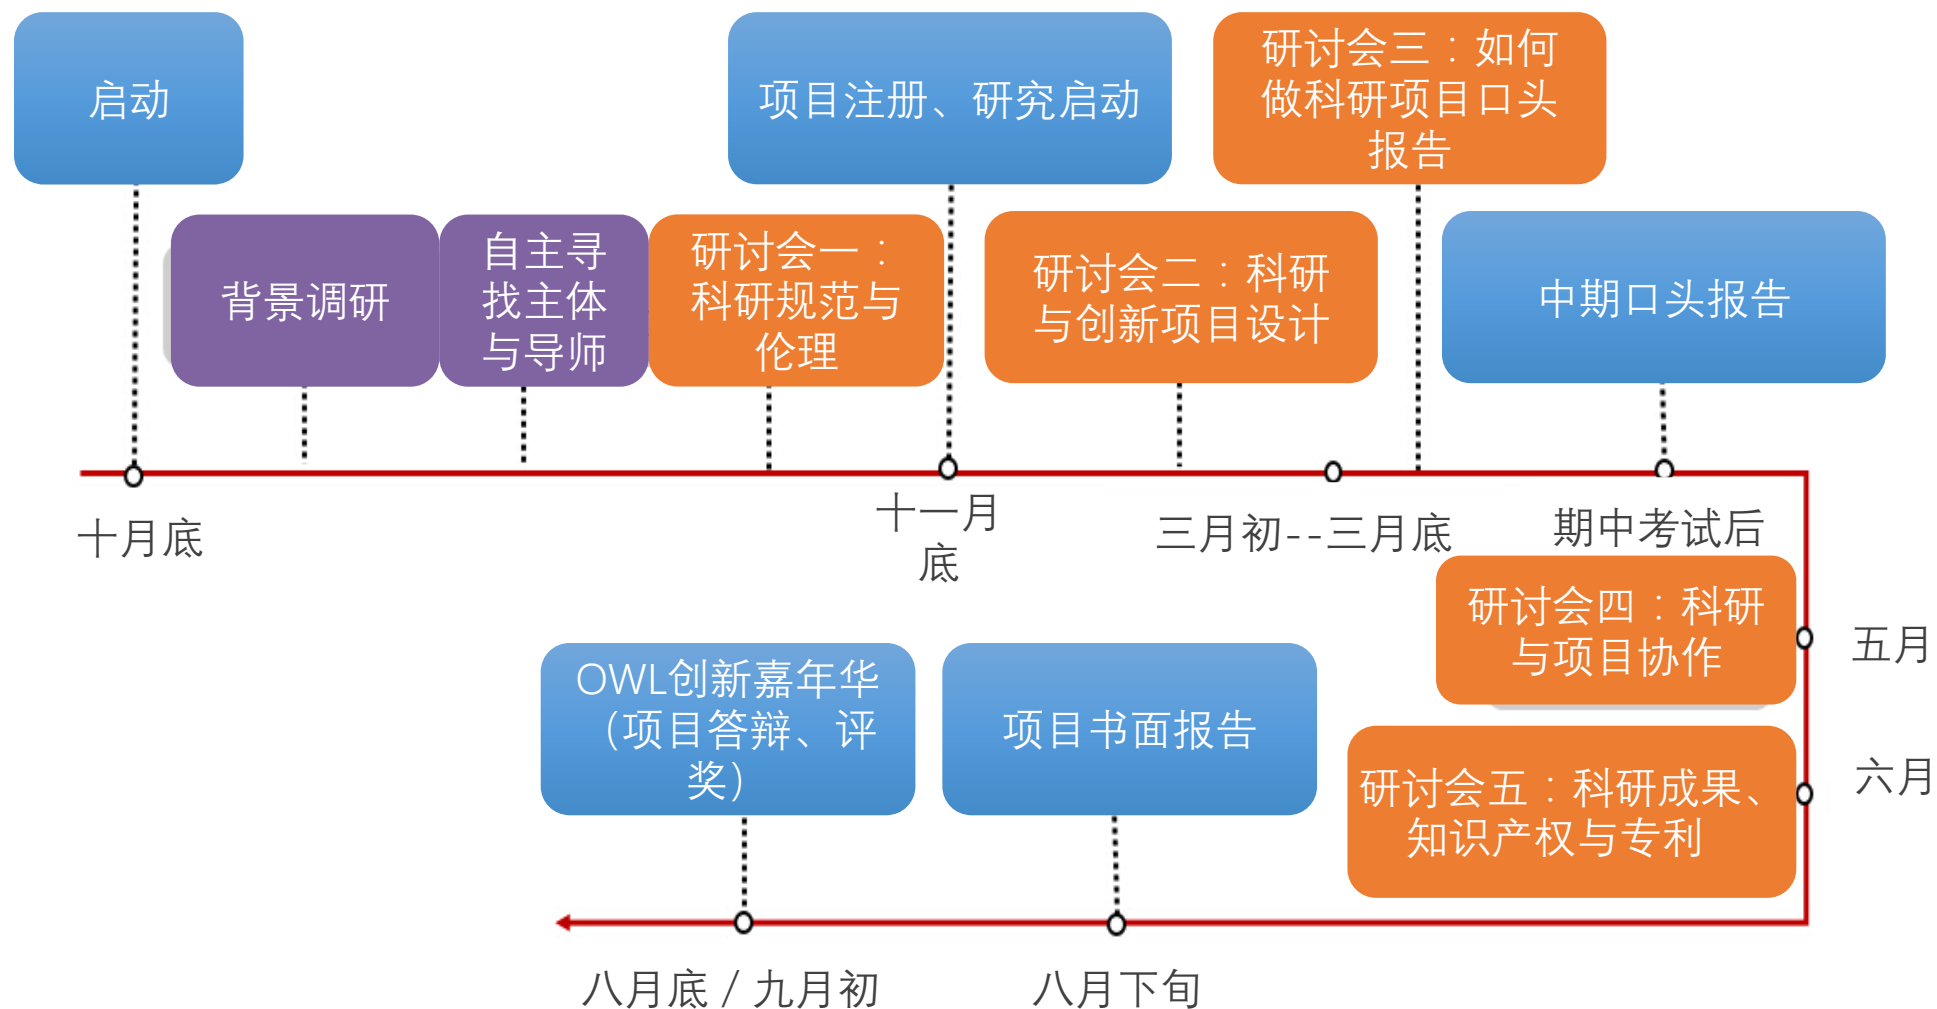 启动
项目注册、研究启动
研讨会三：如何
做科研项目口头
报告
背景调研
自主寻
找主体
与导师
研讨会一：
科研规范与
伦理
研讨会二：科研
与创新项目设计
中期口头报告
十月底
十一月
底
三月初--三月底
期中考试后
研讨会四：科研
与项目协作
五月
OWL创新嘉年华
（项目答辩、评
奖）
项目书面报告
研讨会五：科研成果、
知识产权与专利
六月
八月底 / 九月初
八月下旬